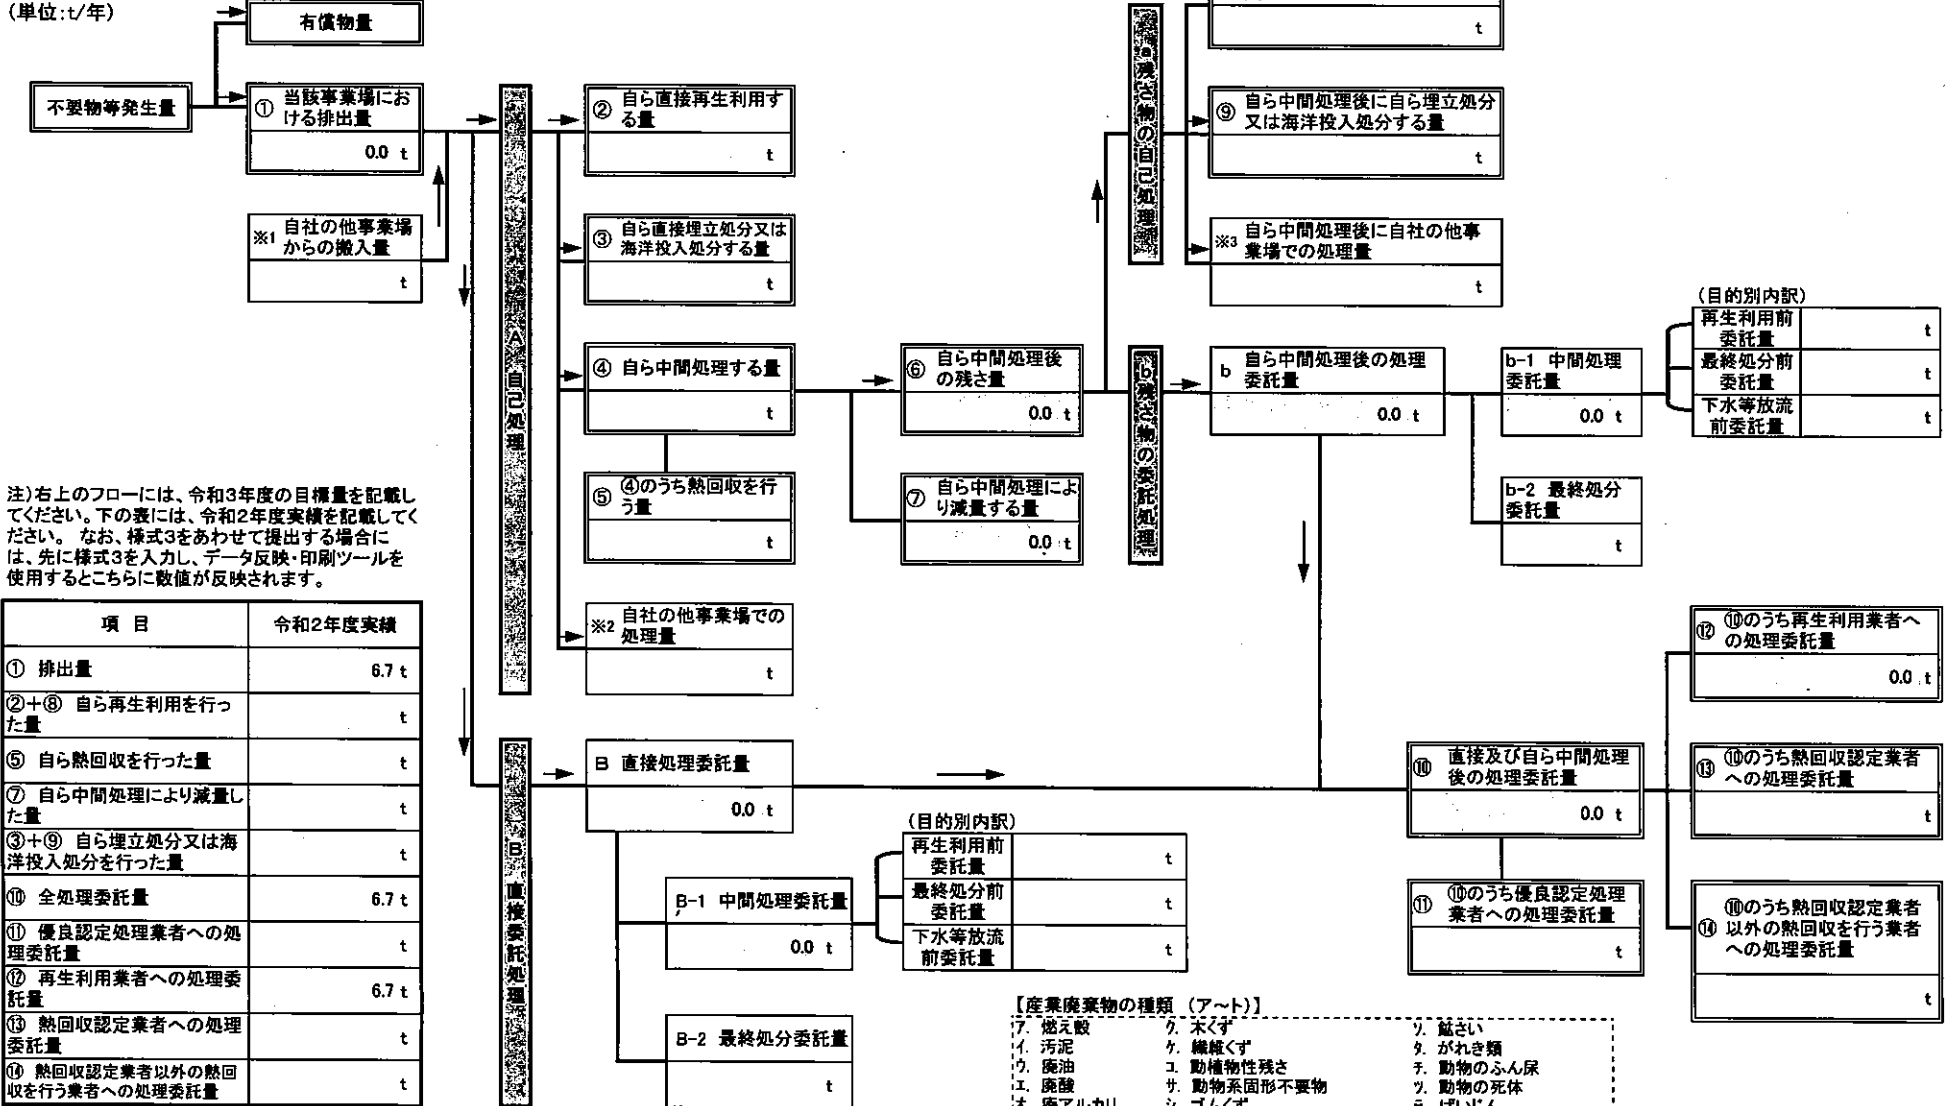 (単位:t/年)
有償物量
不要物等発生量
① 当該事業場にお
ける排出量
0.0 t
※1 自社の他事業場
からの搬入量
t
A 自己処理
② 自ら直接再生利用す
る量
t
③ 自ら直接埋立処分又は
海洋投入処分する量
t
④ 自ら中間処理する量
t
⑤ ④のうち熱回収を行
う量
t
※2 自社の他事業場での
処理量
t
⑥ 自ら中間処理後
の残さ量
0.0 t
⑦ 自ら中間処理によ
り減量する量
0.0 t
a残さ物の自己処理
t
⑨ 自ら中間処理後に自ら埋立処分
又は海洋投入処分する量
t
※3 自ら中間処理後に自社の他事
業場での処理量
t
b残さ物の委託処理
b 自ら中間処理後の処理
委託量
0.0 t
b-1 中間処理
委託量
0.0 t
(目的別内訳)
再生利用前
委託量 t
最終処分前
委託量 t
下水等放流
前委託量 t
b-2 最終処分
委託量
t
注)右上のフローには、令和3年度の目標量を記載し
てください。下の表には、令和2年度実績を記載してく
ださい。 なお、様式3をあわせて提出する場合に
は、先に様式3を入力し、データ反映・印刷ツールを
使用するとこちらに数値が反映されます。
項 目 令和2年度実績
① 排出量 6.7 t
②+⑧ 自ら再生利用を行っ
た量 t
⑤ 自ら熱回収を行った量 t
⑦ 自ら中間処理により減量し
た量 t
③+⑨ 自ら埋立処分又は海
洋投入処分を行った量 t
⑩ 全処理委託量 6.7 t
⑪ 優良認定処理業者への処
理委託量 t
⑫ 再生利用業者への処理委
託量 6.7 t
⑬ 熱回収認定業者への処理
委託量 t
⑭ 熱回収認定業者以外の熱回
収を行う業者への処理委託量 t
B 直接委託処理
B 直接処理委託量
0.0 t
B-1 中間処理委託量
0.0 t
(目的別内訳)
再生利用前
委託量 t
最終処分前
委託量 t
下水等放流
前委託量 t
B-2 最終処分委託量
t
⑩ 直接及び自ら中間処理
後の処理委託量
0.0 t
⑪ ⑩のうち優良認定処理
業者への処理委託量
t
⑫ ⑩のうち再生利用業者へ
の処理委託量
0.0 t
⑬ ⑩のうち熱回収認定業者
への処理委託量
t
⑭ ⑩のうち熱回収認定業者
以外の熱回収を行う業者
への処理委託量
t
【産業廃棄物の種類 (ア~ト)】
ア. 燃え殻 ク. 木くず ソ. 鉱さい
イ. 汚泥 ケ. 繊維くず タ. がれき類
ウ. 廃油 コ. 動植物性残さ チ. 動物のふん尿
エ. 廃酸 サ. 動物系固形不要物 ツ. 動物の死体
オ. 廃アルカリ シ. ゴムくず テ. ばいじん